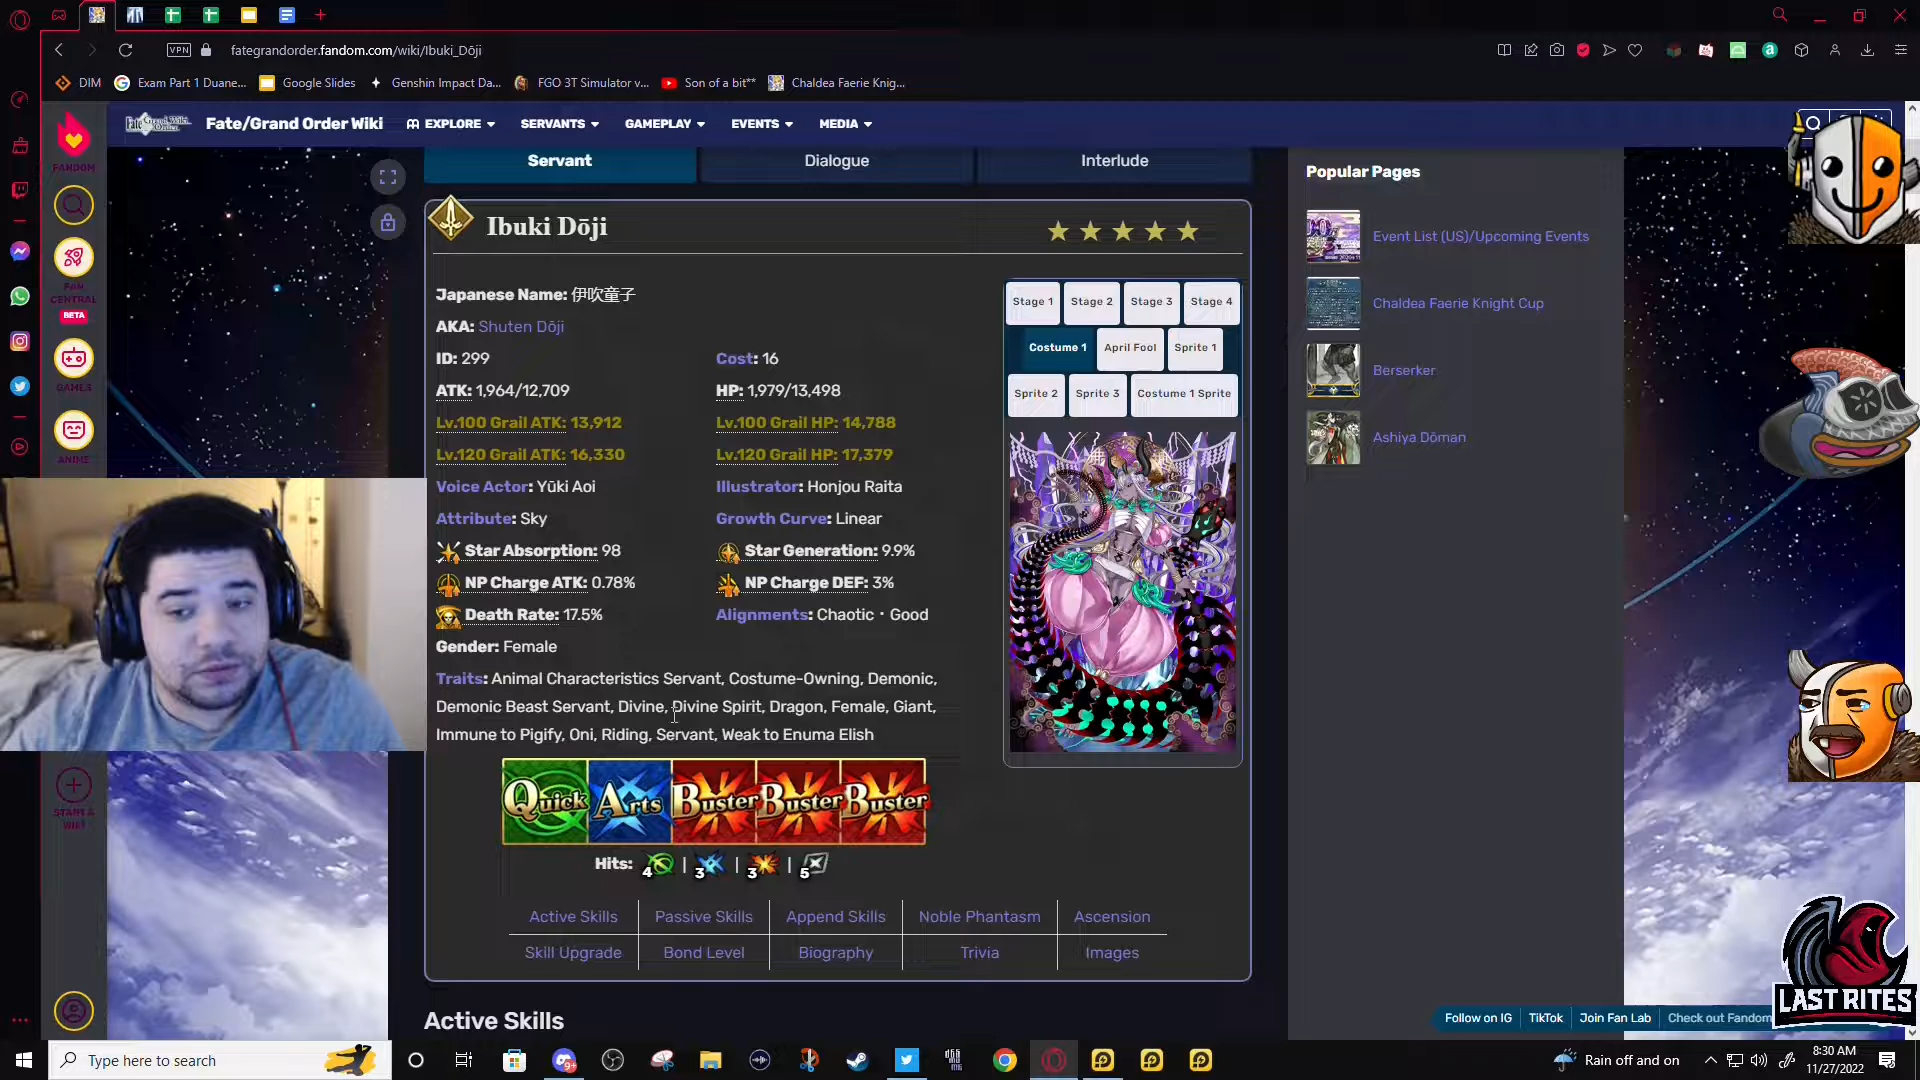 VPN fategrandorder.fandom.com/wiki/Ibuki_Dōji
DIM Exam Part 1 Duane... Google Slides Genshin Impact Da... FGO 3T Simulator v... Son of a bit** Chaldea Faerie Knig...
Fate/Grand Order Wiki EXPLORE SERVANTS GAMEPLAY EVENTS MEDIA
FANDOM
FAN CENTRAL
BETA
GAMES
ANIME
START A WIKI
Servant Dialogue Interlude
Ibuki Dōji
Japanese Name: 伊吹童子
AKA: Shuten Dōji
ID: 299 Cost: 16
ATK: 1,964/12,709 HP: 1,979/13,498
Lv.100 Grail ATK: 13,912 Lv.100 Grail HP: 14,788
Lv.120 Grail ATK: 16,330 Lv.120 Grail HP: 17,379
Voice Actor: Yūki Aoi Illustrator: Honjou Raita
Attribute: Sky Growth Curve: Linear
Star Absorption: 98 Star Generation: 9.9%
NP Charge ATK: 0.78% NP Charge DEF: 3%
Death Rate: 17.5% Alignments: Chaotic・Good
Gender: Female
Traits: Animal Characteristics Servant, Costume-Owning, Demonic,
Demonic Beast Servant, Divine, Divine Spirit, Dragon, Female, Giant,
Immune to Pigify, Oni, Riding, Servant, Weak to Enuma Elish
Quick Arts Buster Buster Buster
Hits: 4 | 3 | 3 | 5
Active Skills Passive Skills Append Skills Noble Phantasm Ascension
Skill Upgrade Bond Level Biography Trivia Images
Stage 1 Stage 2 Stage 3 Stage 4
Costume 1 April Fool Sprite 1
Sprite 2 Sprite 3 Costume 1 Sprite
Active Skills
Popular Pages
Event List (US)/Upcoming Events
Chaldea Faerie Knight Cup
Berserker
Ashiya Dōman
LAST RITES
Follow on IG TikTok Join Fan Lab Check out Fandom
Type here to search
Rain off and on
8:30 AM
11/27/2022